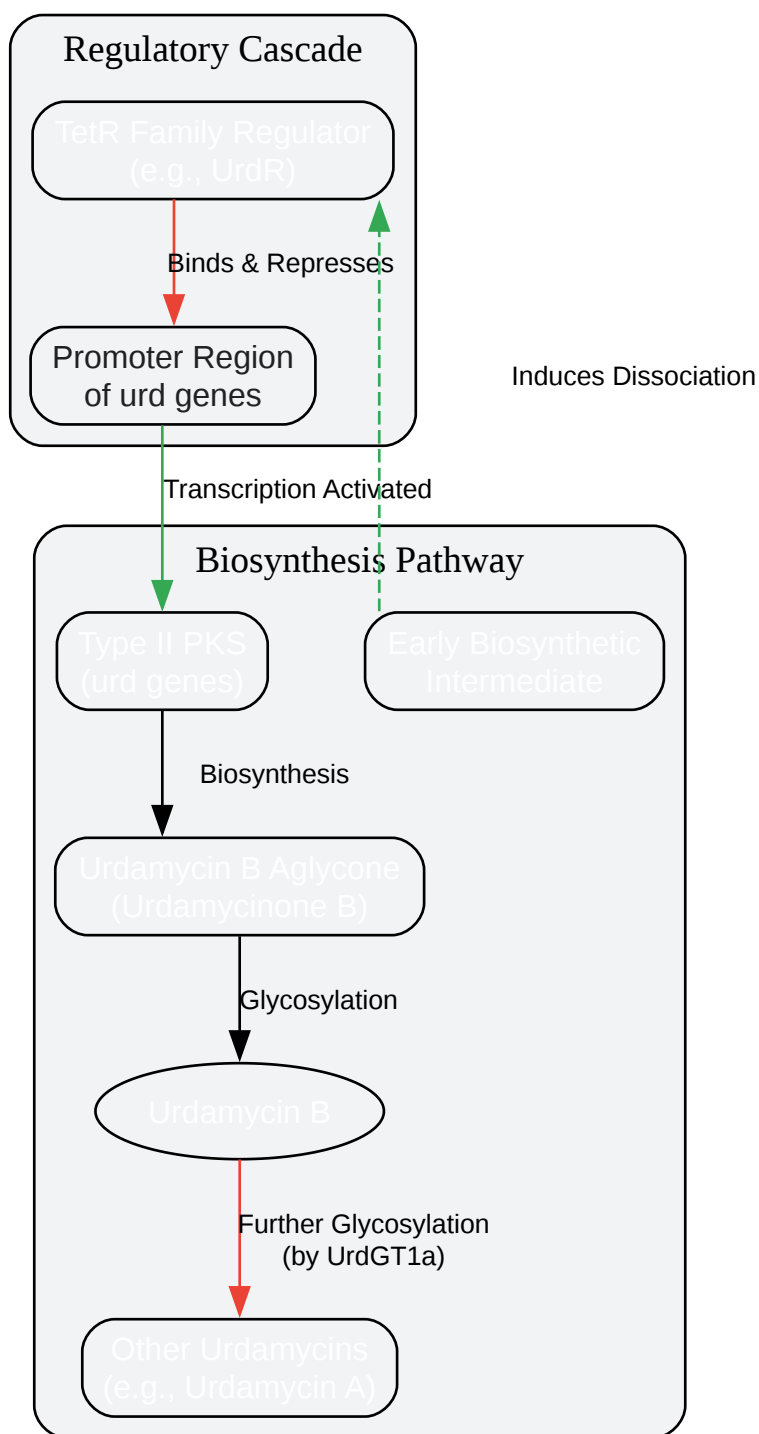 Regulatory Cascade
TetR Family Regulator
(e.g., UrdR)
Binds & Represses
Promoter Region
of urd genes
Induces Dissociation
Transcription Activated
Biosynthesis Pathway
Type II PKS
(urd genes)
Early Biosynthetic
Intermediate
Biosynthesis
Urdamycin B Aglycone
(Urdamycinone B)
Glycosylation
Urdamycin B
Further Glycosylation
(by UrdGT1a)
Other Urdamycins
(e.g., Urdamycin A)